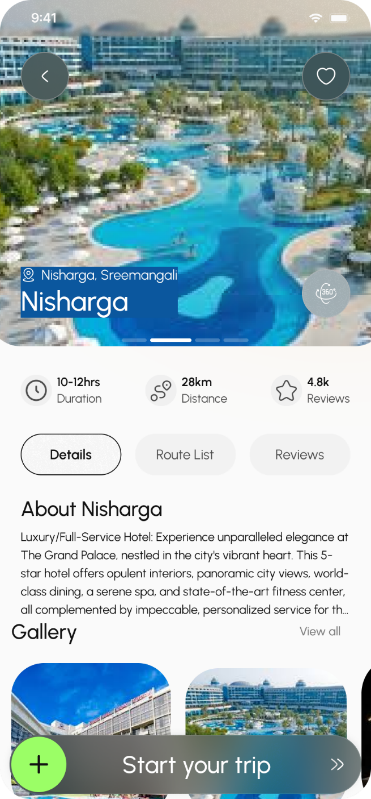 9:41
Nisharga, Sreemangali
Nisharga
360°
10-12hrs
Duration
28km
Distance
4.8k
Reviews
Details
Route List
Reviews
About Nisharga
Luxury/Full-Service Hotel: Experience unparalleled elegance at
The Grand Palace, nestled in the city's vibrant heart. This 5-
star hotel offers opulent interiors, panoramic city views, world-
class dining, a serene spa, and state-of-the-art fitness center,
all complemented by impeccable, personalized service for th...
Gallery
View all
Start your trip